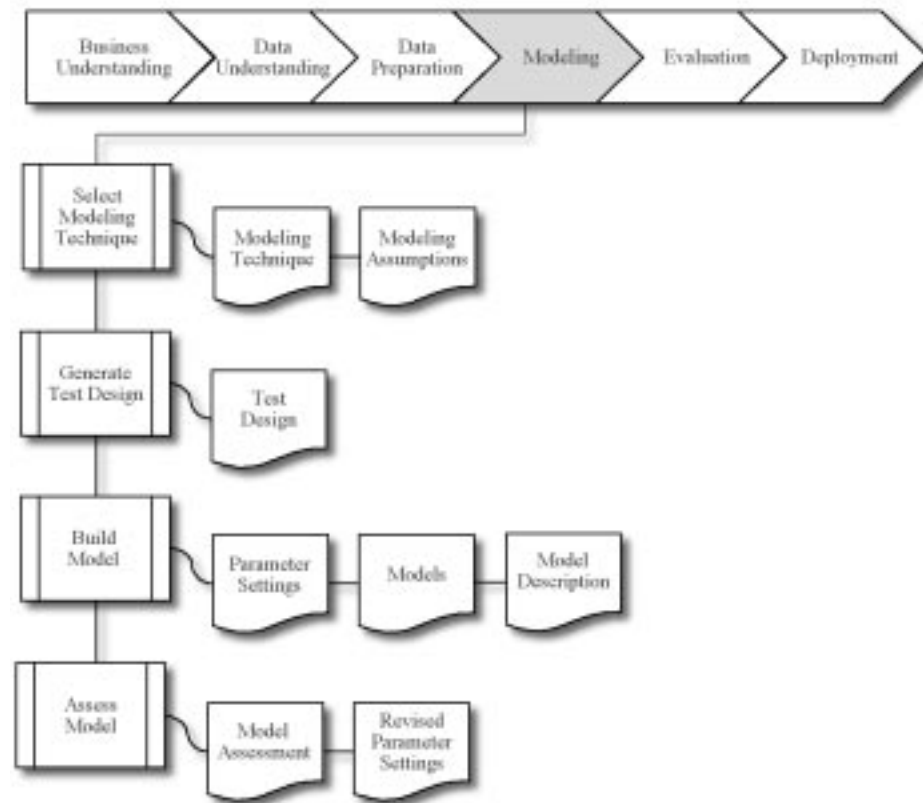 Business
Understanding
Data
Understanding
Data
Preparation
Modeling
Evaluation
Deployment
Select
Modeling
Technique
Modeling
Technique
Modeling
Assumptions
Generate
Test Design
Test
Design
Build
Model
Parameter
Settings
Models
Model
Description
Assess
Model
Model
Assessment
Revised
Parameter
Settings